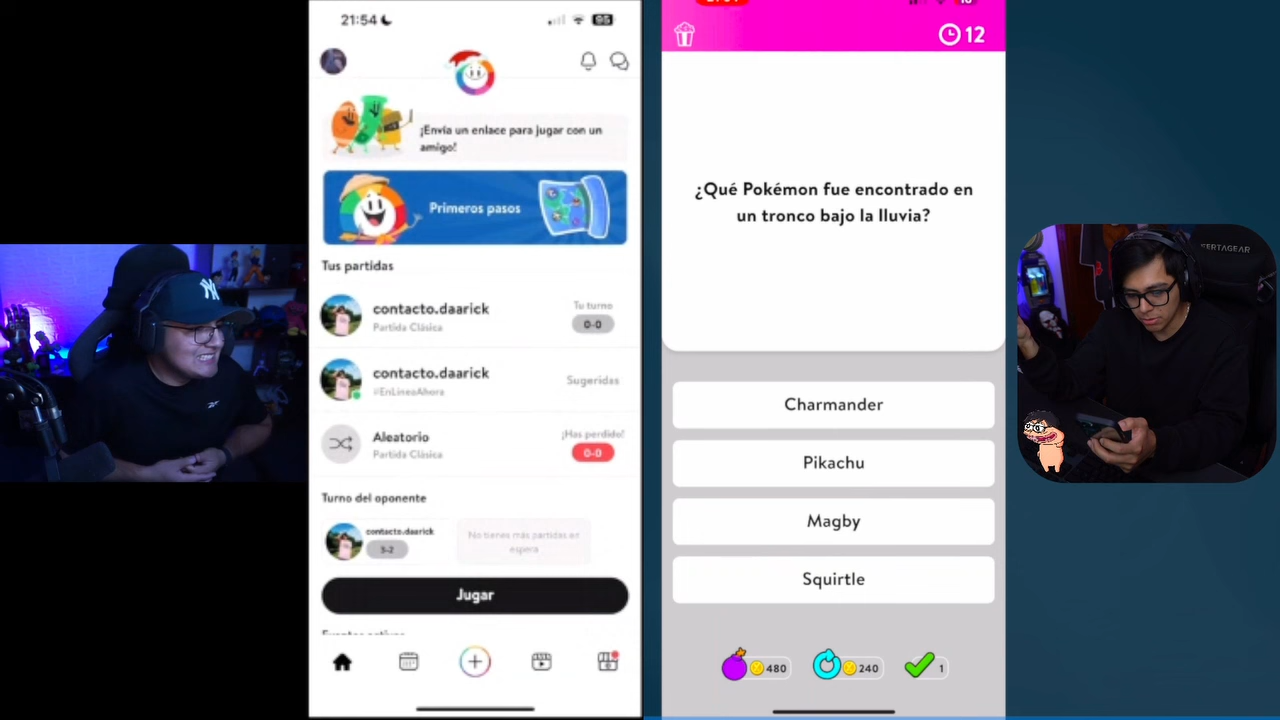 21:54
95
¡Envía un enlace para jugar con un
amigo!
Primeros pasos
Tus partidas
contacto.daarick
Partida Clásica
Tu turno
0-0
contacto.daarick
#EnLíneaAhora
Sugeridas
Aleatorio
Partida Clásica
¡Has perdido!
0-0
Turno del oponente
contacto.daarick
3-2
No tienes más partidas en
espera
Jugar
12
¿Qué Pokémon fue encontrado en
un tronco bajo la lluvia?
Charmander
Pikachu
Magby
Squirtle
480
240
1